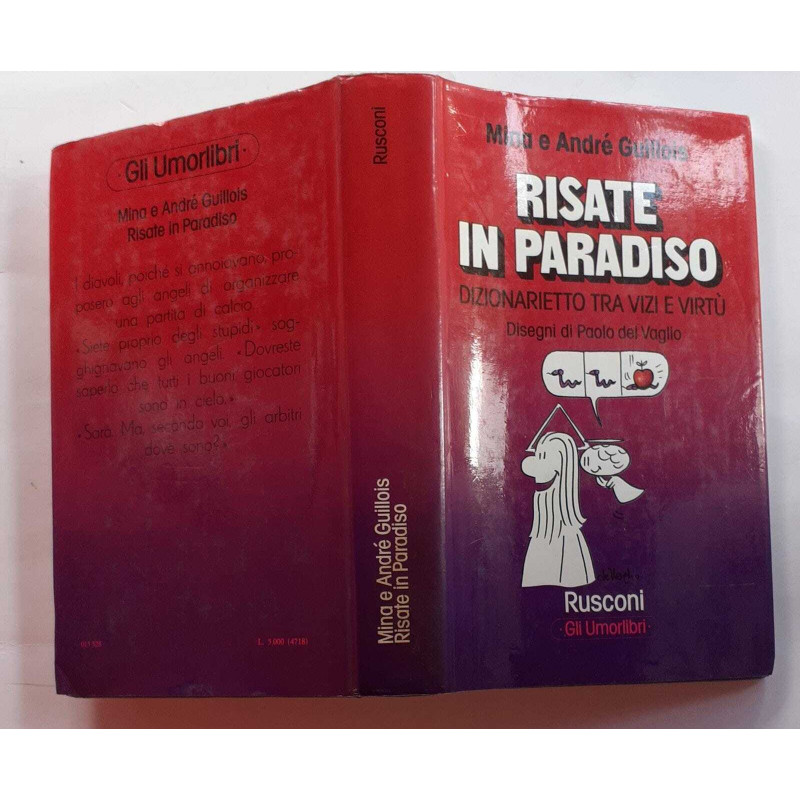 ·Gli Umorlibri·
Mina e André Guillois
Risate in Paradiso
I diavoli, poiché si annoiavano, pro-
posero agli angeli di organizzare
una partita di calcio.
«Siete proprio degli stupidi» sog-
ghignavano gli angeli. «Dovreste
sapere che tutti i buoni giocatori
sono in cielo.»
«Sarà. Ma, secondo voi, gli arbitri
dove sono?»
L. 5.000 (4718)
Rusconi
Mina e André Guillois
Risate in Paradiso
Mina e André Guillois
RISATE
IN PARADISO
DIZIONARIETTO TRA VIZI E VIRTÙ
Disegni di Paolo del Vaglio
Rusconi
·Gli Umorlibri·